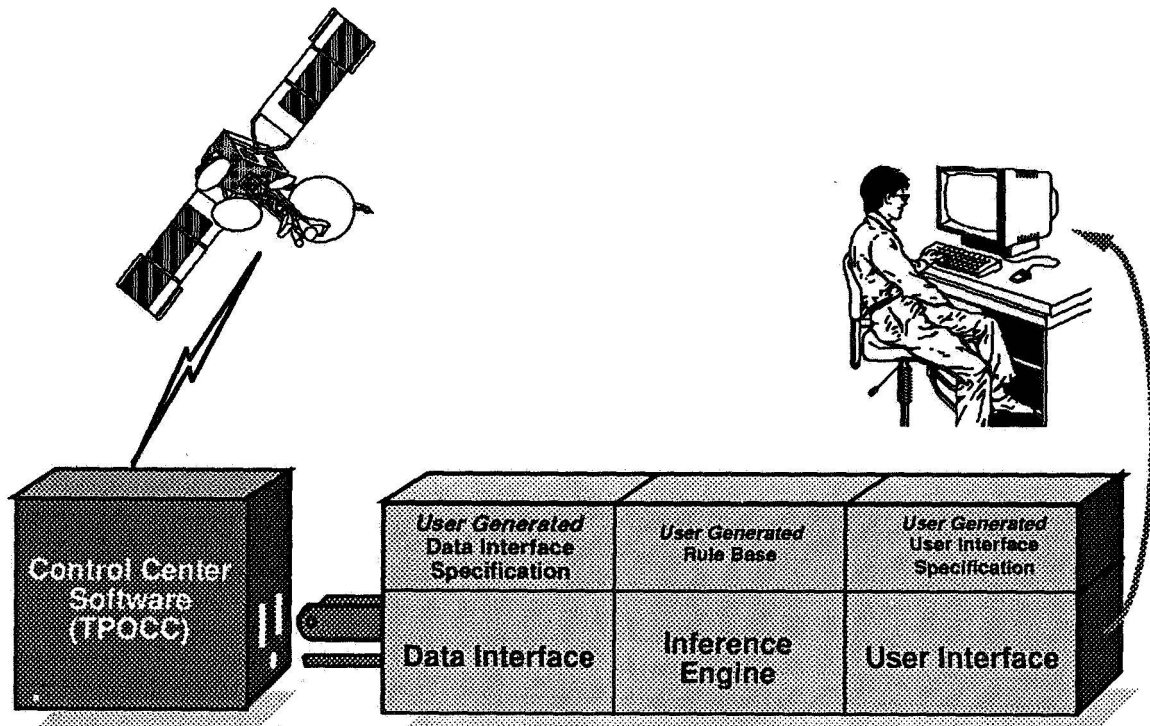 Control Center
Software
(TPOCC)
User Generated
Data Interface
Specification
User Generated
Rule Base
User Generated
User Interface
Specification
Data Interface
Inference
Engine
User Interface